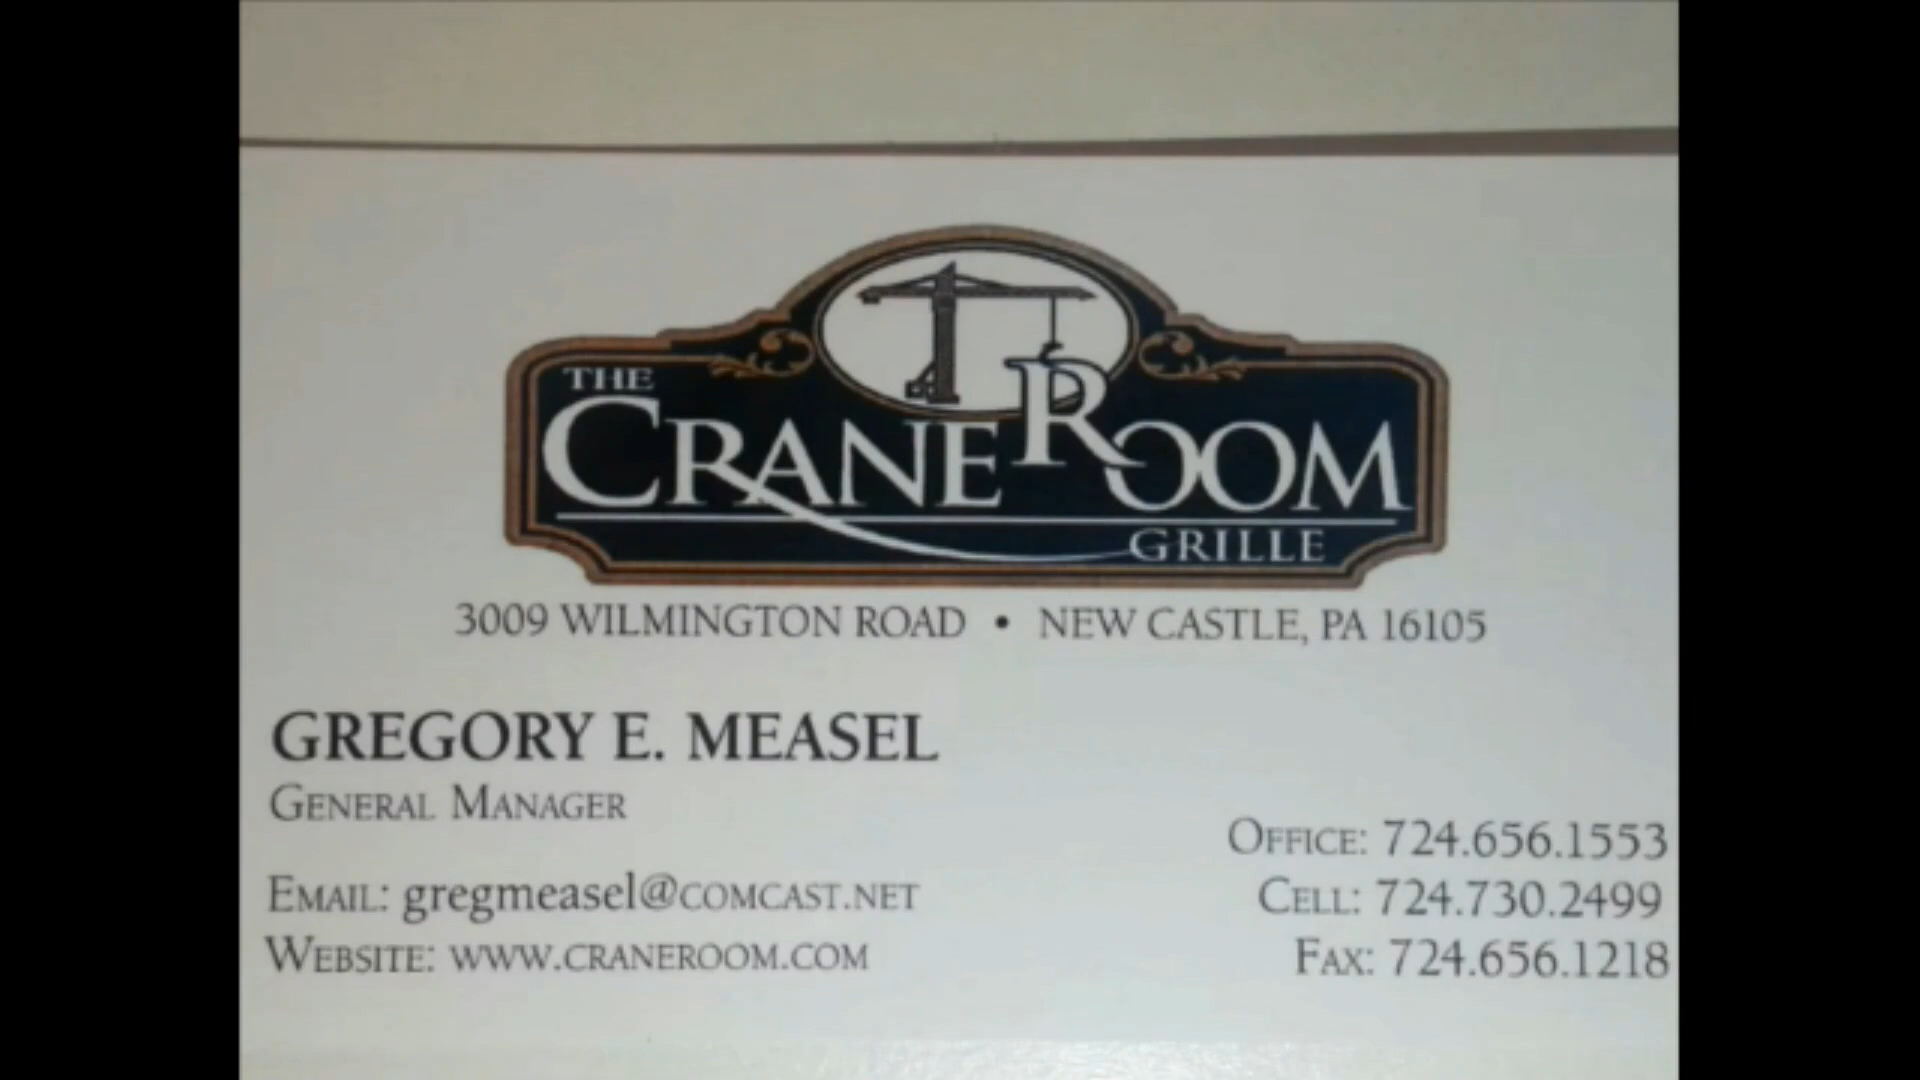 THE
CRANE ROOM
GRILLE
3009 WILMINGTON ROAD • NEW CASTLE, PA 16105
GREGORY E. MEASEL
GENERAL MANAGER
EMAIL: gregmeasel@COMCAST.NET
WEBSITE: WWW.CRANEROOM.COM
OFFICE: 724.656.1553
CELL: 724.730.2499
FAX: 724.656.1218